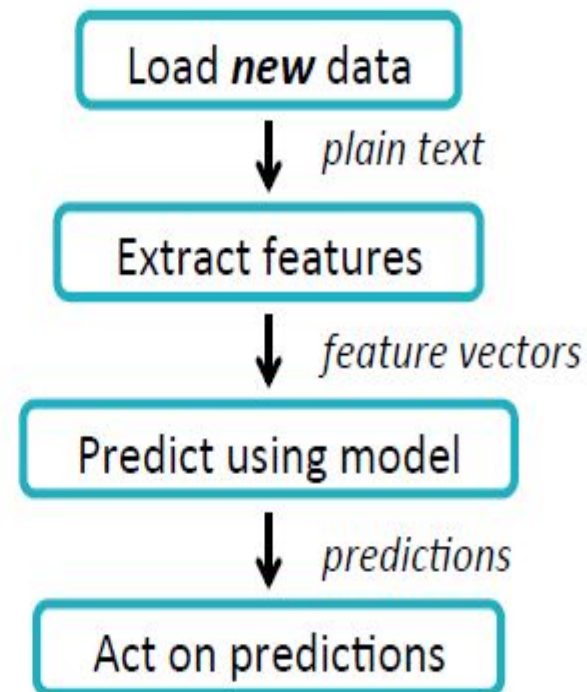 Load new data
plain text
Extract features
feature vectors
Predict using model
predictions
Act on predictions